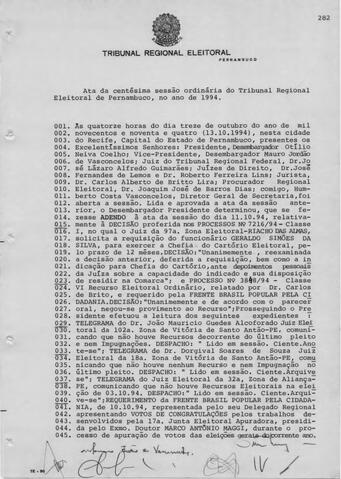 282
TRIBUNAL REGIONAL ELEITORAL
PERNAMBUCO
Ata da centésima sessão ordinária do Tribunal Regional
Eleitoral de Pernambuco, no ano de 1994.
001. Às quatorze horas do dia treze de outubro do ano de mil
002. novecentos e noventa e quatro (13.10.1994), nesta cidade
003. do Recife, Capital do Estado de Pernambuco, presentes os
004. Excelentíssimos Senhores: Presidente, Desembargador Otílio
005. Neiva Coelho; Vice-Presidente, Desembargador Mauro Jordão
006. de Vasconcelos; Juiz do Tribunal Regional Federal, Dr.Jo
007. sé Lázaro Alfredo Guimarães; Juízes de Direito, Dr.José
008. Fernandes de Lemos e Dr. Roberto Ferreira Lins; Jurista,
009. Dr. Carlos Alberto de Britto Lira; Procurador Regional
010. Eleitoral, Dr. Joaquim José de Barros Dias; comigo, Hum-
011. berto Costa Vasconcelos, Diretor Geral de Secretaria, foi
012. aberta a sessão. Lida e aprovada a ata da sessão ante-
013. rior, o Desembargador Presidente determinou, que se fi-
014. zesse ADENDO à ata da sessão do dia 11.10.94, relativa-
015. mente à DECISÃO proferida nos PROCESSOS Nº 7216/94 - Classe
016. I, no qual o Juiz da 97a. Zona Eleitoral-RIACHO DAS ALMAS,
017. solicita a requisição do funcionário GERALDO SIMÕES DA
018. SILVA, para exercer a Chefia do Cartório Eleitoral, pe-
019. lo prazo de 12 mêses.DECISÃO:"Unanimemente, reexaminada
020. a decisão anterior, deferida a requisição, bem como a in
021. dicação para Chefia do Cartório, ante depoimentos pessoais
022. da Juíza sobre a capacidade do indicado e sua disposição
023. de residir na Comarca"; e PROCESSO Nº /94 - Classe
024. VI Recurso Eleitoral Ordinário, relatado por Dr. Carlos
025. de Brito, e requerido pela FRENTE BRASIL POPULAR PELA CI
026. DADANIA.DECISÃO:"Unanimemente e de acordo com o parecer
027. oral, negou-se provimento ao Recurso";Prosseguindo o Pre
028. sidente efetuou a leitura dos seguintes expedientes :
029. TELEGRAMA do Dr. João Maurício Guedes Alcoforado Juiz Elei
030. toral da 102a, Zona de Vitória de Santo Antão-PE, comuni-
031. cando que não houve Recursos decorrente do último pleito
032. e nem Impugnações. DESPACHO:" Lido em sessão. Ciente.Ano
033. te-se"; TELEGRAMA do Dr. Dorgival Soares de Souza Juiz
034. Eleitoral da 18a. Zona de Vitória de Santo Antão-PE, comu
035. nicando que não houve nenhum Recurso e nem Impugnação no
036. último pleito. DESPACHO:" Lido em sessão. Ciente.Arquive
037. se"; TELEGRAMA do Juiz Eleitoral da 32a, Zona de Aliança-
038. PE, comunicando que não houve Recursos Eleitorais na elei
039. ção de 03.10.94. DESPACHO:" Lido em sessão. Ciente.Arqui-
040. ve-se";REQUERIMENTO da FRENTE BRASIL POPULAR PELA CIDADA-
041. NIA, de 10.10.94, representada pelo seu Delegado Regional
042. apresentando VOTOS DE CONGRATULAÇÕES pelos trabalhos de-
043. senvolvidos pela 17a. Junta Eleitoral Apuradora, presidi-
044. da pelo Exmo. Doutor MARCO ANTÔNIO MAGGI, durante o pro-
045. cesso de apuração de votos das eleições gerais do corrente ano.